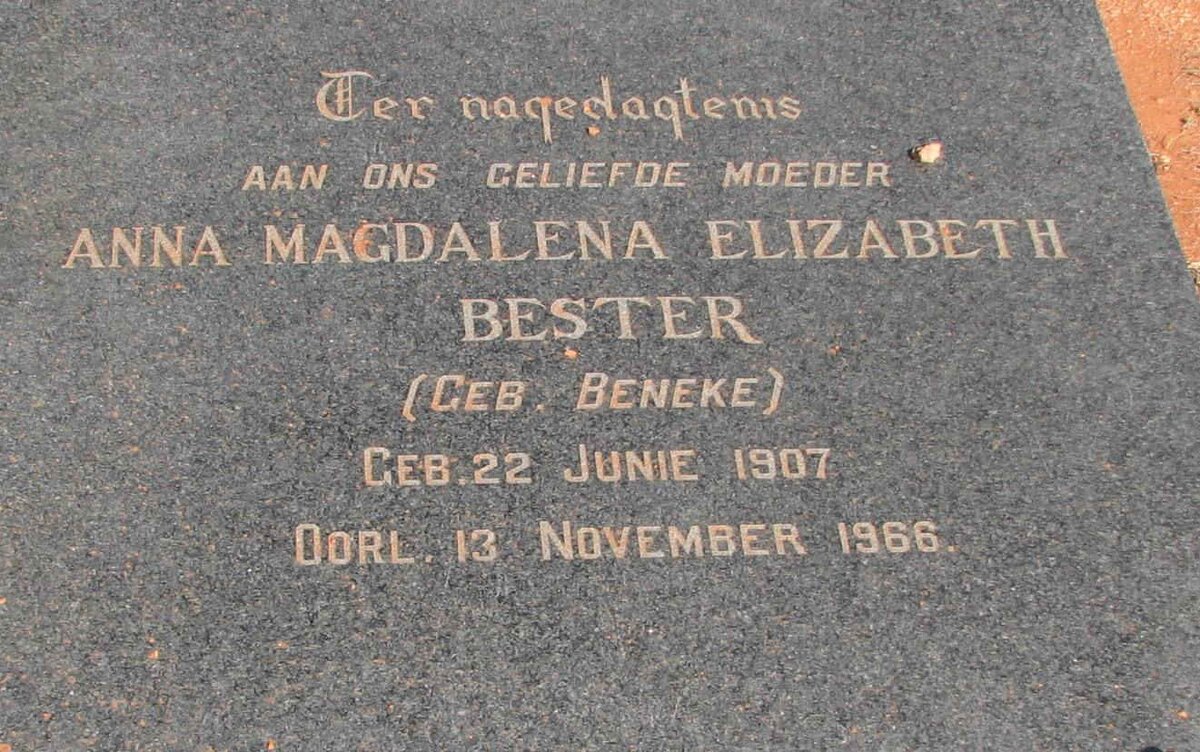 Ter nagedagtenis
AAN ONS GELIEFDE MOEDER
ANNA MAGDALENA ELIZABETH
BESTER
(GEB. BENEKE)
GEB. 22 JUNIE 1907
OORL. 13 NOVEMBER 1966.